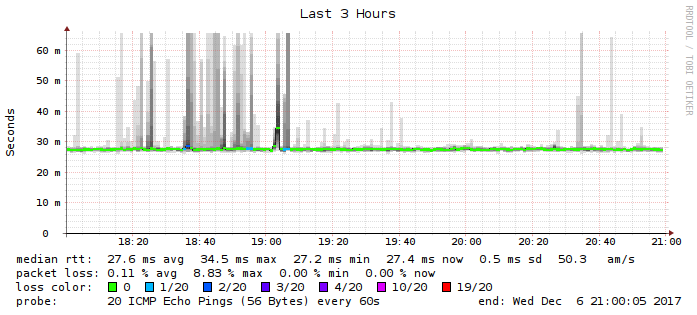 Last 3 Hours
RRDTOOL / TOBI OETIKER
Seconds
60 m
50 m
40 m
30 m
20 m
10 m
0
18:20 18:40 19:00 19:20 19:40 20:00 20:20 20:40 21:00
median rtt: 27.6 ms avg 34.5 ms max 27.2 ms min 27.4 ms now 0.5 ms sd 50.3 am/s
packet loss: 0.11 % avg 8.83 % max 0.00 % min 0.00 % now
loss color: 0 1/20 2/20 3/20 4/20 10/20 19/20
probe: 20 ICMP Echo Pings (56 Bytes) every 60s end: Wed Dec 6 21:00:05 2017